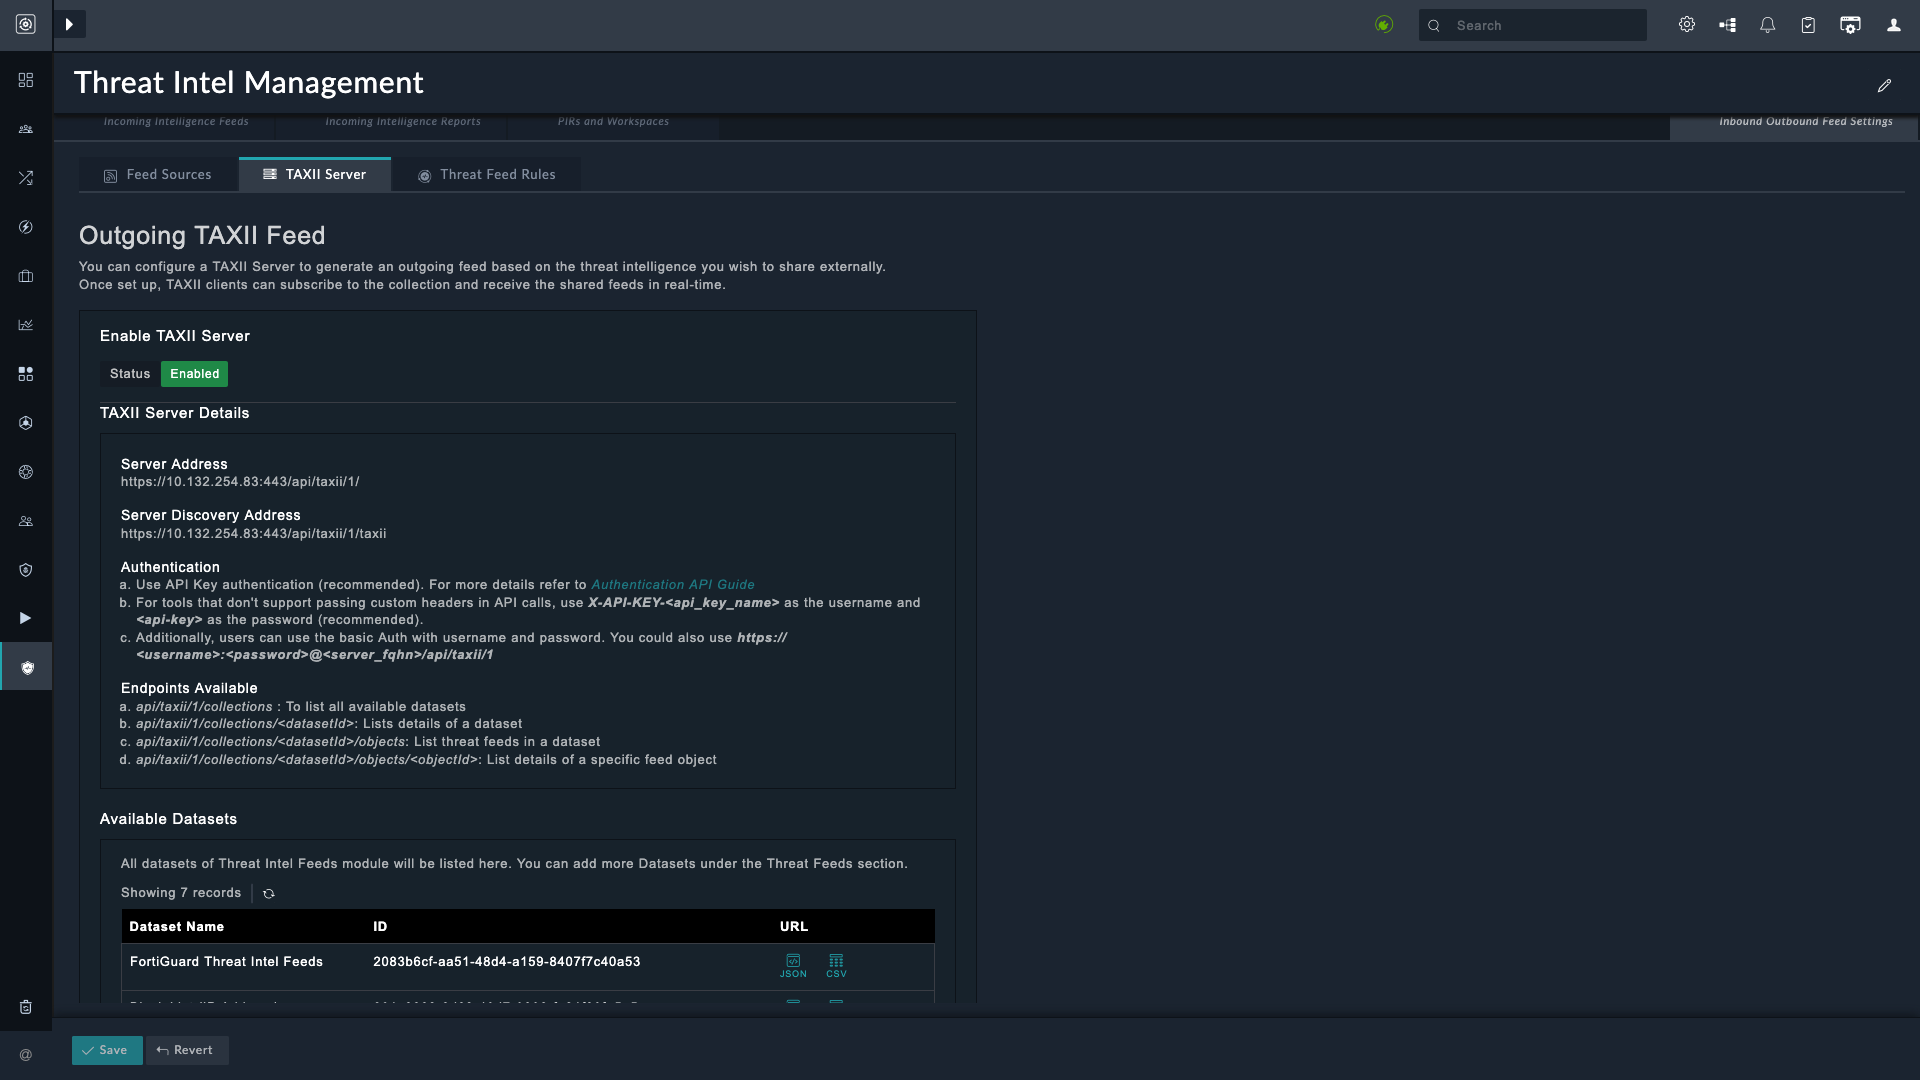 Search
Threat Intel Management
Incoming Intelligence Feeds
Incoming Intelligence Reports
PIRs and Workspaces
Inbound Outbound Feed Settings
Feed Sources
TAXII Server
Threat Feed Rules
Outgoing TAXII Feed
You can configure a TAXII Server to generate an outgoing feed based on the threat intelligence you wish to share externally.
Once set up, TAXII clients can subscribe to the collection and receive the shared feeds in real-time.
Enable TAXII Server
Status Enabled
TAXII Server Details
Server Address
https://10.132.254.83:443/api/taxii/1/
Server Discovery Address
https://10.132.254.83:443/api/taxii/1/taxii
Authentication
a. Use API Key authentication (recommended). For more details refer to Authentication API Guide
b. For tools that don't support passing custom headers in API calls, use X-API-KEY-<api_key_name> as the username and
<api-key> as the password (recommended).
c. Additionally, users can use the basic Auth with username and password. You could also use https://
<username>:<password>@<server_fqhn>/api/taxii/1
Endpoints Available
a. api/taxii/1/collections : To list all available datasets
b. api/taxii/1/collections/<datasetId>: Lists details of a dataset
c. api/taxii/1/collections/<datasetId>/objects: List threat feeds in a dataset
d. api/taxii/1/collections/<datasetId>/objects/<objectId>: List details of a specific feed object
Available Datasets
All datasets of Threat Intel Feeds module will be listed here. You can add more Datasets under the Threat Feeds section.
Showing 7 records
Dataset Name ID URL
FortiGuard Threat Intel Feeds 2083b6cf-aa51-48d4-a159-8407f7c40a53 JSON CSV
Save Revert